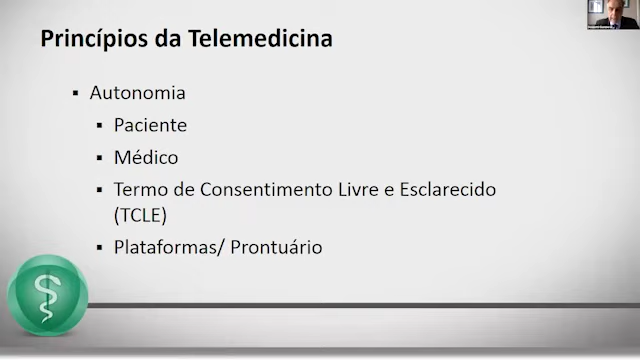 Princípios da Telemedicina
▪ Autonomia
▪ Paciente
▪ Médico
▪ Termo de Consentimento Livre e Esclarecido
(TCLE)
▪ Plataformas/ Prontuário